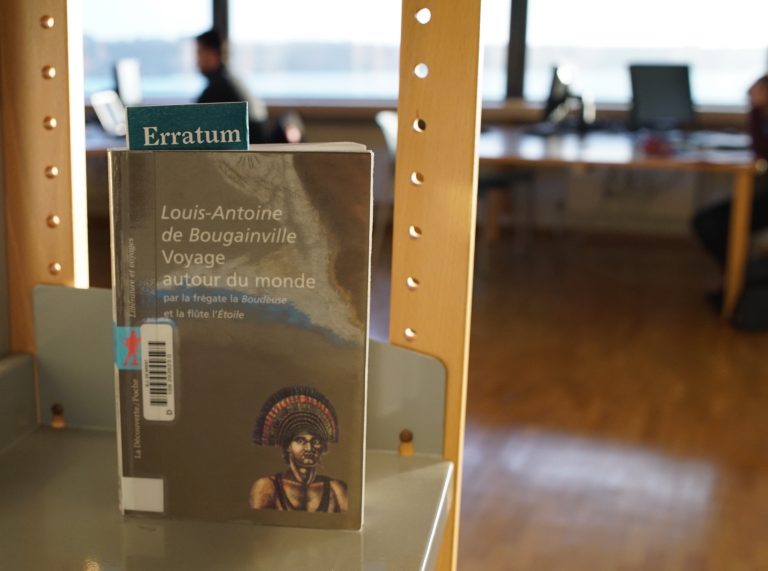 Erratum
Louis-Antoine
de Bougainville
Voyage
autour du monde
par la frégate la Boudeuse
et la flûte l'Étoile
Littérature et voyages
La Découverte/Poche
D